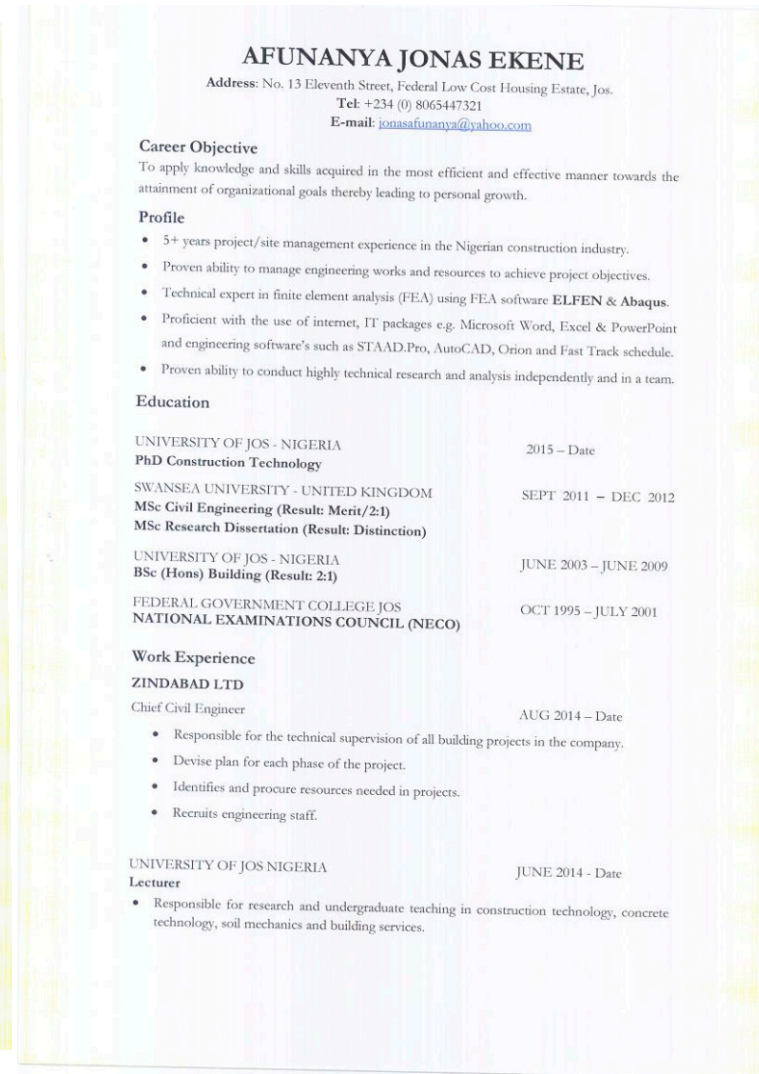 AFUNANYA JONAS EKENE
Address: No. 13 Eleventh Street, Federal Low Cost Housing Estate, Jos.
Tel: +234 (0) 8065447321
E-mail: jonasafunanya@yahoo.com
Career Objective
To apply knowledge and skills acquired in the most efficient and effective manner towards the
attainment of organizational goals thereby leading to personal growth.
Profile
• 5+ years project/site management experience in the Nigerian construction industry.
• Proven ability to manage engineering works and resources to achieve project objectives.
• Technical expert in finite element analysis (FEA) using FEA software ELFEN & Abaqus.
• Proficient with the use of internet, IT packages e.g. Microsoft Word, Excel & PowerPoint
and engineering software's such as STAAD.Pro, AutoCAD, Orion and Fast Track schedule.
• Proven ability to conduct highly technical research and analysis independently and in a team.
Education
UNIVERSITY OF JOS - NIGERIA 2015 – Date
PhD Construction Technology
SWANSEA UNIVERSITY - UNITED KINGDOM SEPT 2011 – DEC 2012
MSc Civil Engineering (Result: Merit/2:1)
MSc Research Dissertation (Result: Distinction)
UNIVERSITY OF JOS - NIGERIA JUNE 2003 – JUNE 2009
BSc (Hons) Building (Result: 2:1)
FEDERAL GOVERNMENT COLLEGE JOS OCT 1995 – JULY 2001
NATIONAL EXAMINATIONS COUNCIL (NECO)
Work Experience
ZINDABAD LTD
Chief Civil Engineer AUG 2014 – Date
• Responsible for the technical supervision of all building projects in the company.
• Devise plan for each phase of the project.
• Identifies and procure resources needed in projects.
• Recruits engineering staff.
UNIVERSITY OF JOS NIGERIA JUNE 2014 - Date
Lecturer
• Responsible for research and undergraduate teaching in construction technology, concrete
technology, soil mechanics and building services.